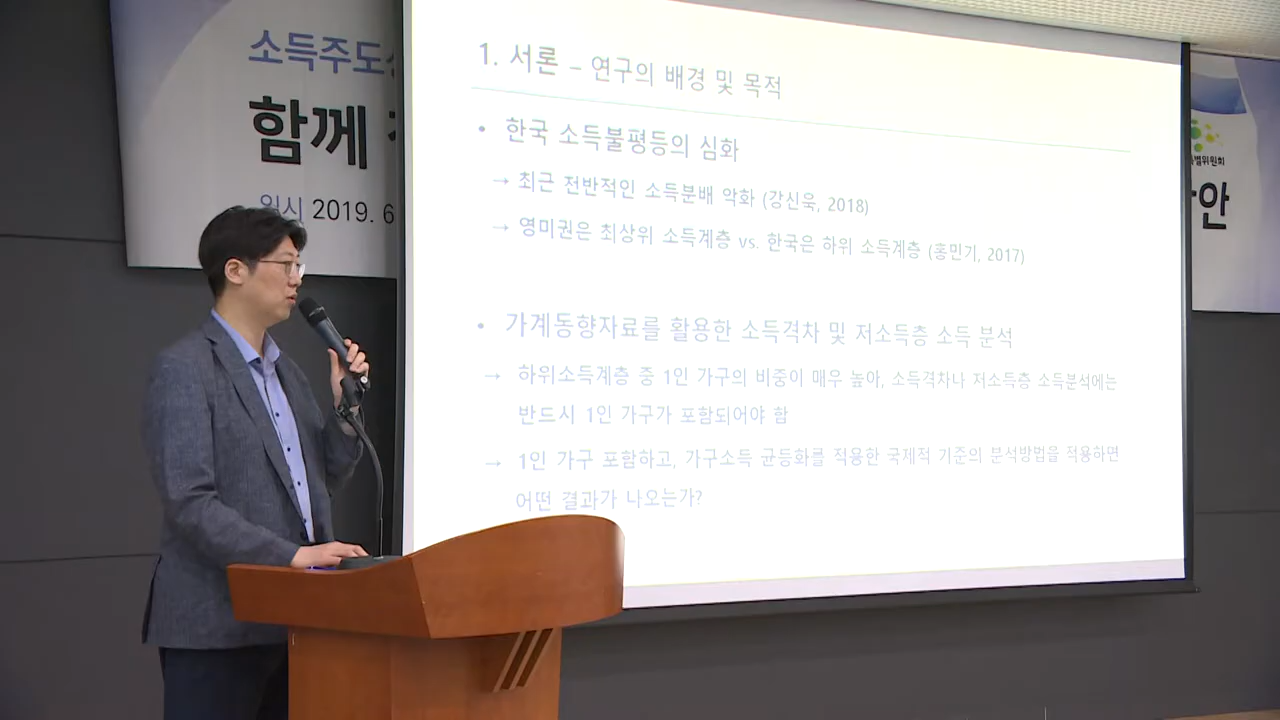 소득주도
함께
일시 2019. 6
별위원회
안
1. 서론 – 연구의 배경 및 목적
• 한국 소득불평등의 심화
→ 최근 전반적인 소득분배 악화 (강신욱, 2018)
→ 영미권은 최상위 소득계층 vs. 한국은 하위 소득계층 (홍민기, 2017)
• 가계동향자료를 활용한 소득격차 및 저소득층 소득 분석
→ 하위소득계층 중 1인 가구의 비중이 매우 높아, 소득격차나 저소득층 소득분석에는
반드시 1인 가구가 포함되어야 함
→ 1인 가구 포함하고, 가구소득 균등화를 적용한 국제적 기준의 분석방법을 적용하면
어떤 결과가 나오는가?